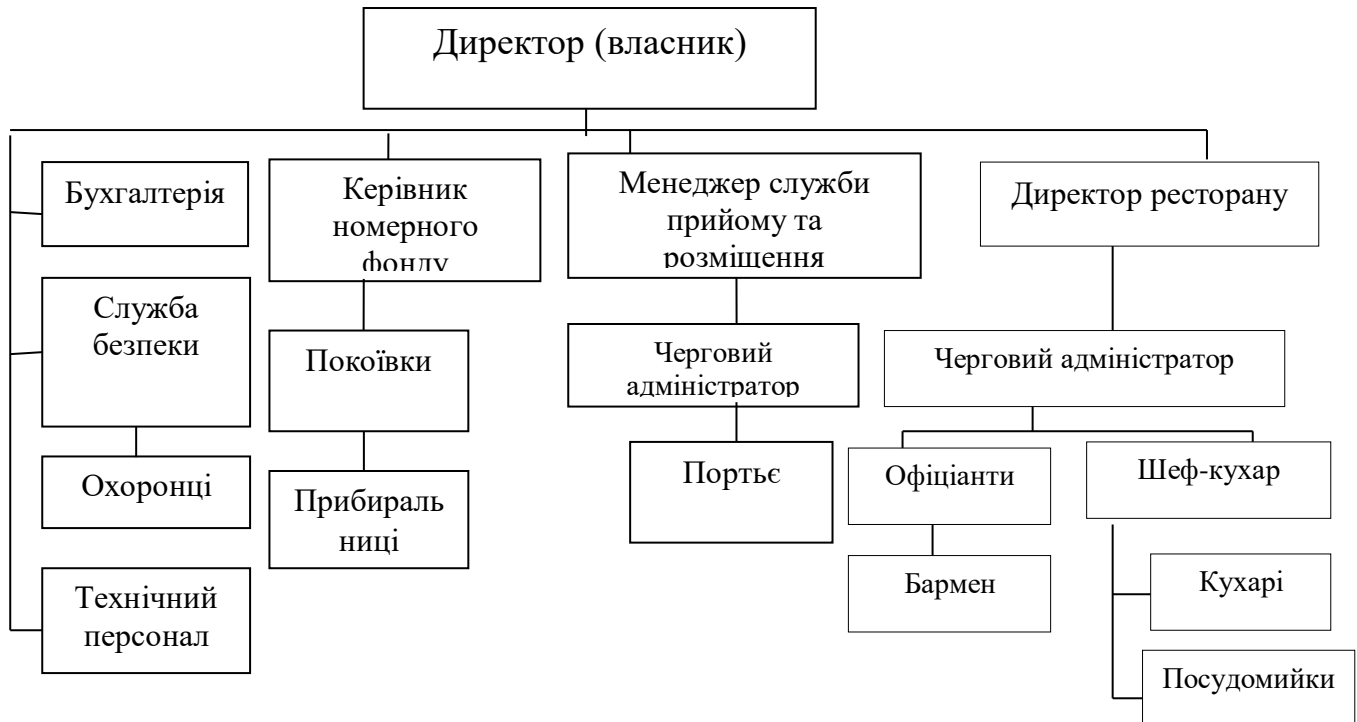 Директор (власник)
Бухгалтерія
Керівник
номерного
фонду
Менеджер служби
прийому та
розміщення
Директор ресторану
Служба
безпеки
Покоївки
Черговий
адміністратор
Черговий адміністратор
Охоронці
Прибираль
ниці
Портьє
Офіціанти
Шеф-кухар
Технічний
персонал
Бармен
Кухарі
Посудомийки